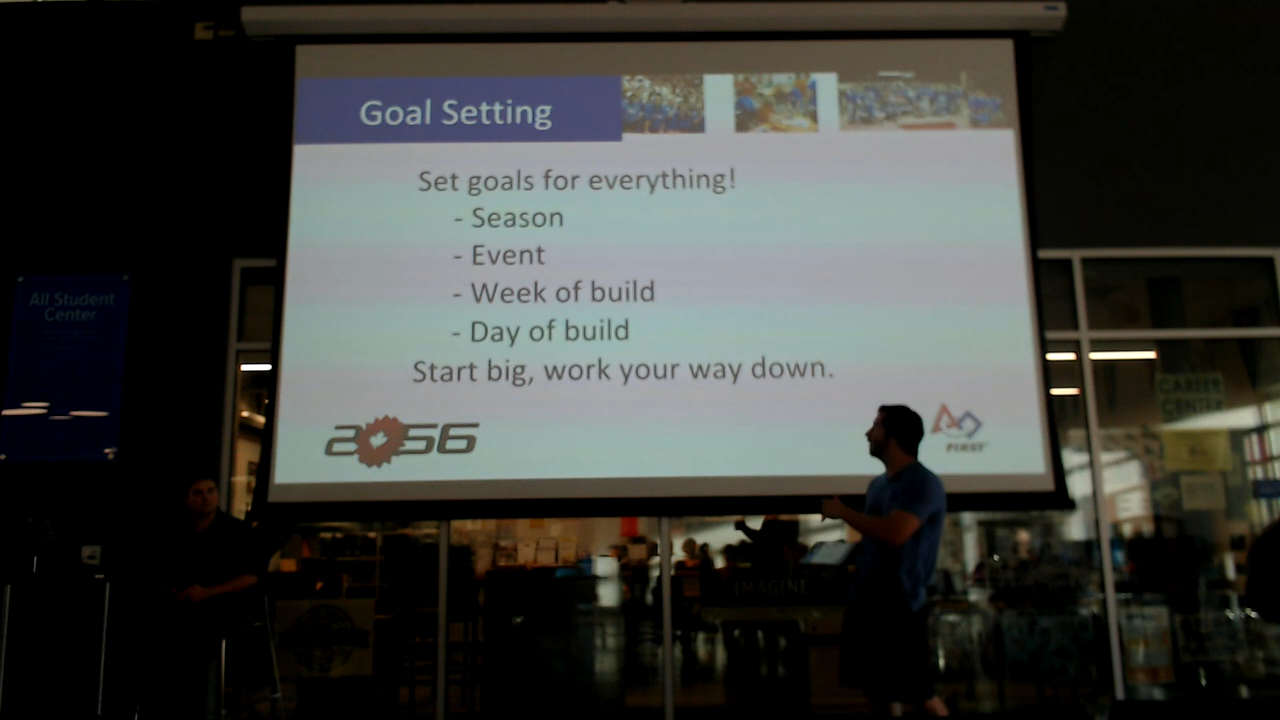 Goal Setting
Set goals for everything!
- Season
- Event
- Week of build
- Day of build
Start big, work your way down.
2056
FIRST
All Student
Center
CAREER
CENTER
IMAGINE